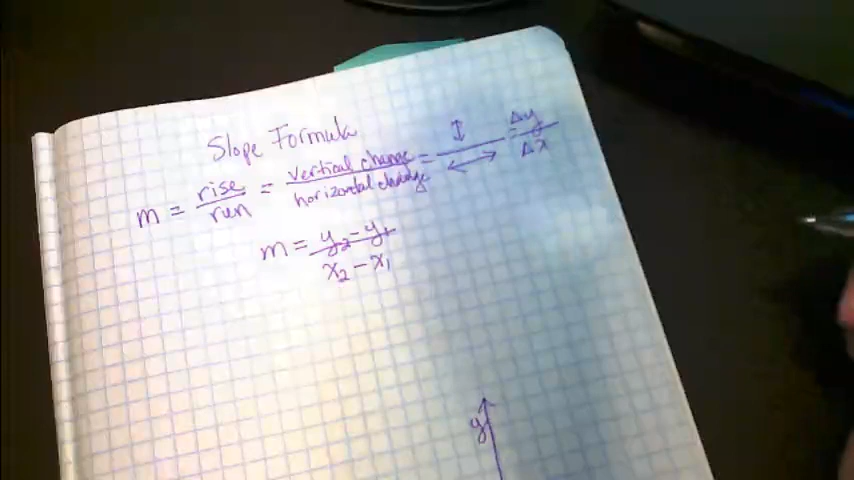 Slope Formula
m = rise/run = vertical change/horizontal change = ↕/↔ = Δy/Δx
m = y₂-y₁/x₂-x₁
y